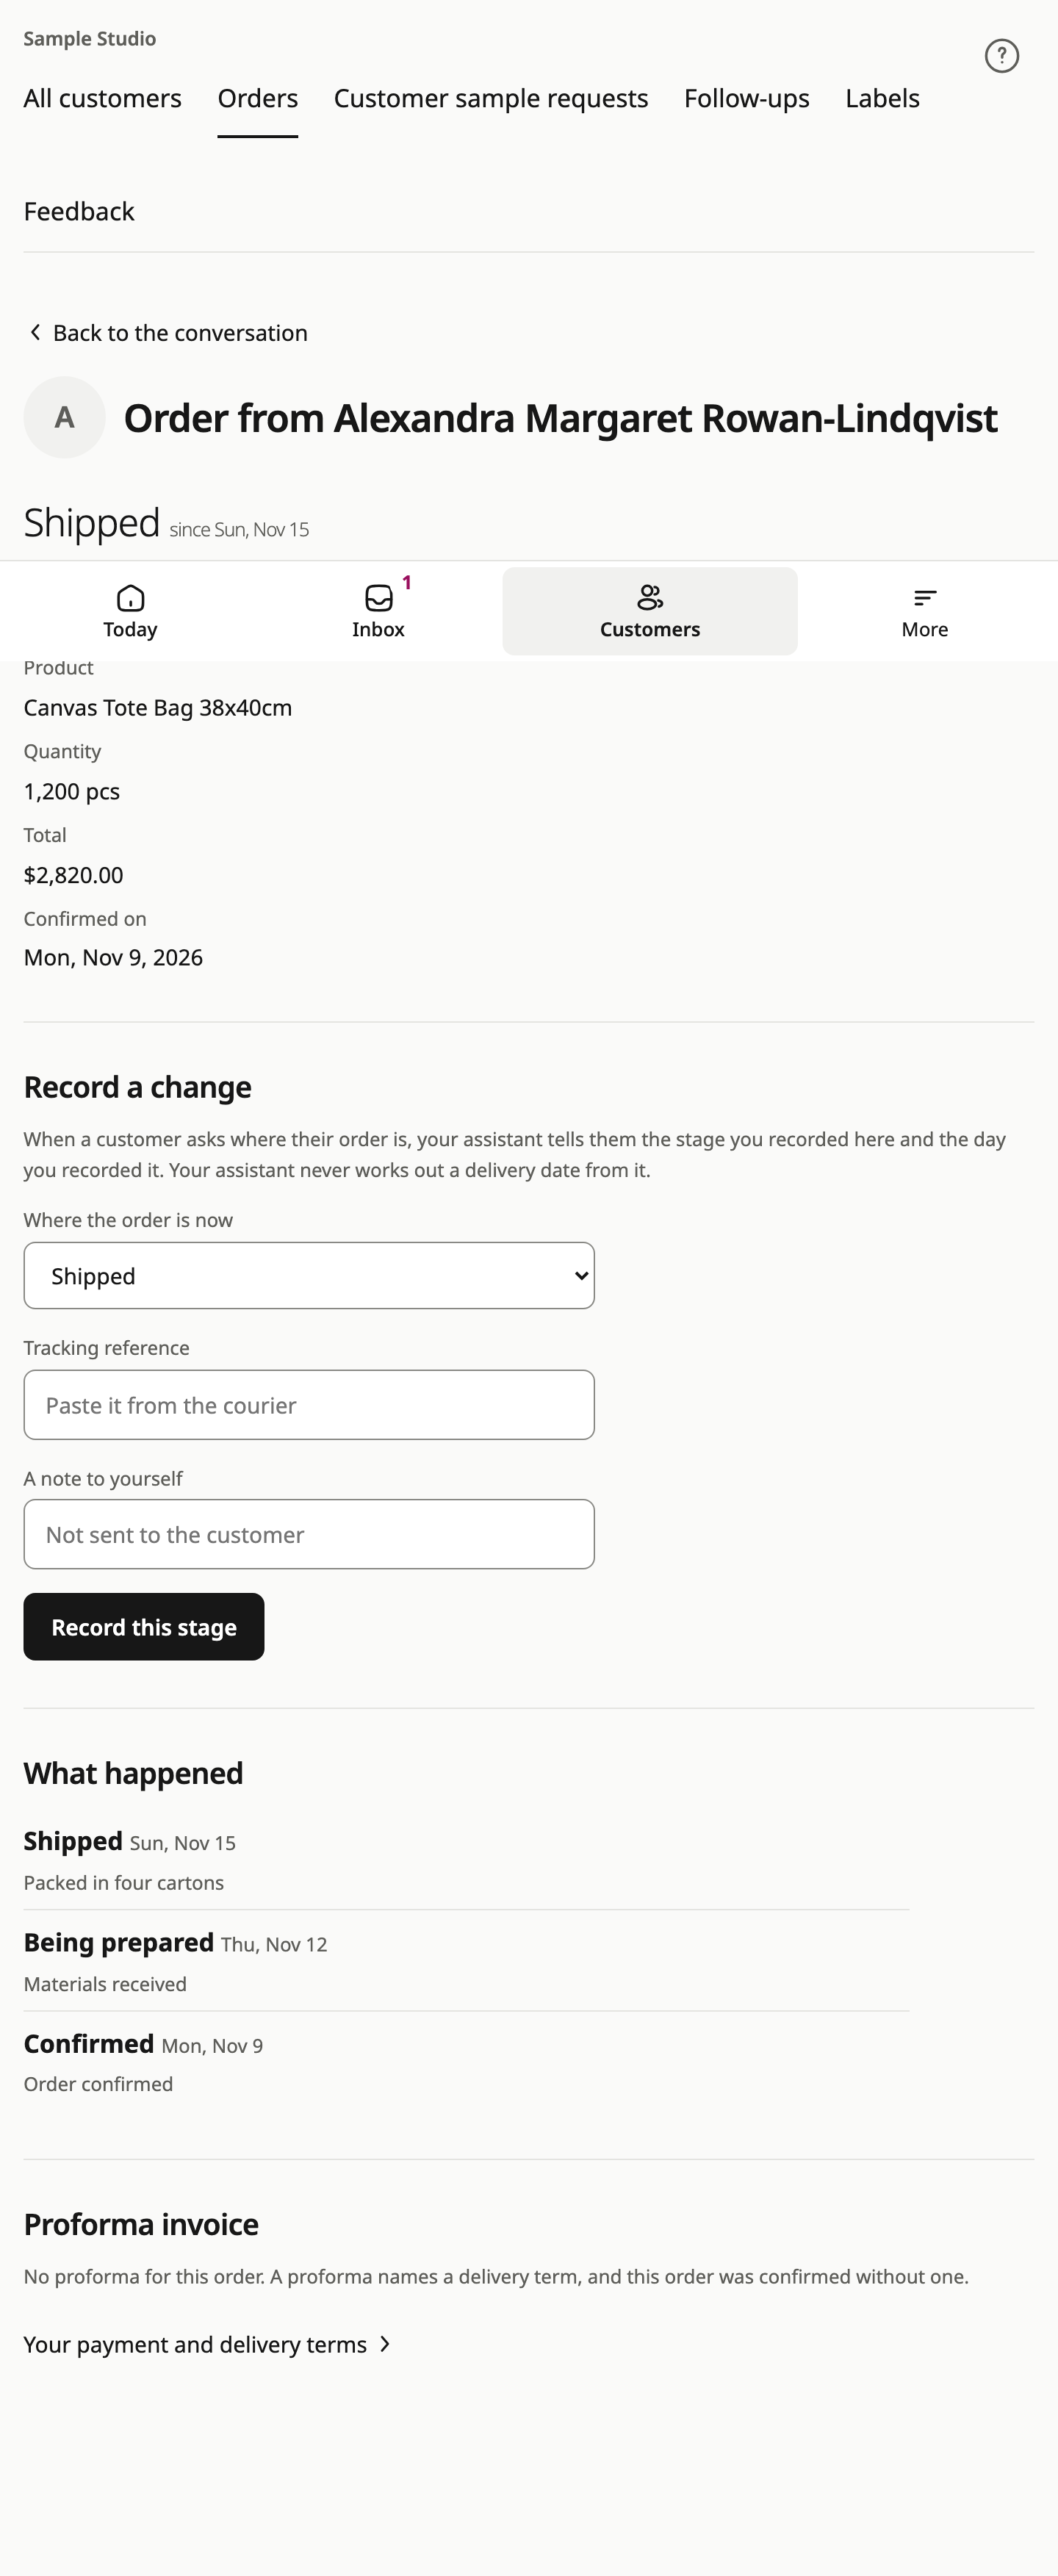 Sample Studio
?
All customers Orders Customer sample requests Follow-ups Labels
Feedback
Back to the conversation
A
Order from Alexandra Margaret Rowan-Lindqvist
Shipped since Sun, Nov 15
1
Today Inbox Customers More
Product
Canvas Tote Bag 38x40cm
Quantity
1,200 pcs
Total
$2,820.00
Confirmed on
Mon, Nov 9, 2026
Record a change
When a customer asks where their order is, your assistant tells them the stage you recorded here and the day
you recorded it. Your assistant never works out a delivery date from it.
Where the order is now
Shipped
Tracking reference
Paste it from the courier
A note to yourself
Not sent to the customer
Record this stage
What happened
Shipped Sun, Nov 15
Packed in four cartons
Being prepared Thu, Nov 12
Materials received
Confirmed Mon, Nov 9
Order confirmed
Proforma invoice
No proforma for this order. A proforma names a delivery term, and this order was confirmed without one.
Your payment and delivery terms